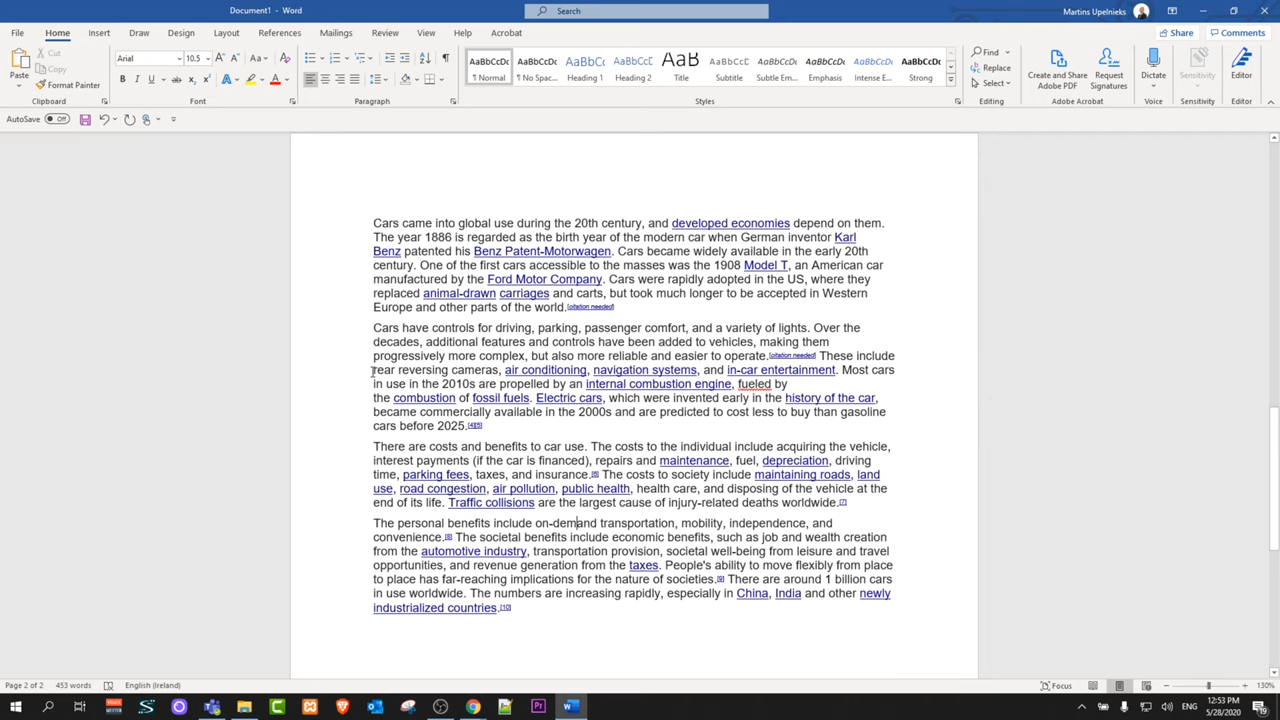 Document1 - Word
Search
Martins Upelnieks
File Home Insert Draw Design Layout References Mailings Review View Help Acrobat
Share Comments
Paste
Cut
Copy
Format Painter
Arial 10.5
AaBbCcDc AaBbCcDc AaBbCc AaBbCcD AaB AaBbCcD AaBbCcDc AaBbCcDc AaBbCcDc AaBbCcDc
¶ Normal ¶ No Spac... Heading 1 Heading 2 Title Subtitle Subtle Em... Emphasis Intense E... Strong
Find
Replace
Select
Create and Share Adobe PDF
Request Signatures
Dictate
Sensitivity
Editor
Clipboard Font Paragraph Styles Editing Adobe Acrobat Voice Sensitivity Editor
AutoSave Off
Cars came into global use during the 20th century, and developed economies depend on them.
The year 1886 is regarded as the birth year of the modern car when German inventor Karl
Benz patented his Benz Patent-Motorwagen. Cars became widely available in the early 20th
century. One of the first cars accessible to the masses was the 1908 Model T, an American car
manufactured by the Ford Motor Company. Cars were rapidly adopted in the US, where they
replaced animal-drawn carriages and carts, but took much longer to be accepted in Western
Europe and other parts of the world.[citation needed]
Cars have controls for driving, parking, passenger comfort, and a variety of lights. Over the
decades, additional features and controls have been added to vehicles, making them
progressively more complex, but also more reliable and easier to operate.[citation needed] These include
rear reversing cameras, air conditioning, navigation systems, and in-car entertainment. Most cars
in use in the 2010s are propelled by an internal combustion engine, fueled by
the combustion of fossil fuels. Electric cars, which were invented early in the history of the car,
became commercially available in the 2000s and are predicted to cost less to buy than gasoline
cars before 2025.[4][5]
There are costs and benefits to car use. The costs to the individual include acquiring the vehicle,
interest payments (if the car is financed), repairs and maintenance, fuel, depreciation, driving
time, parking fees, taxes, and insurance.[6] The costs to society include maintaining roads, land
use, road congestion, air pollution, public health, health care, and disposing of the vehicle at the
end of its life. Traffic collisions are the largest cause of injury-related deaths worldwide.[7]
The personal benefits include on-demand transportation, mobility, independence, and
convenience.[8] The societal benefits include economic benefits, such as job and wealth creation
from the automotive industry, transportation provision, societal well-being from leisure and travel
opportunities, and revenue generation from the taxes. People's ability to move flexibly from place
to place has far-reaching implications for the nature of societies.[9] There are around 1 billion cars
in use worldwide. The numbers are increasing rapidly, especially in China, India and other newly
industrialized countries.[10]
Page 2 of 2 453 words English (Ireland)
Focus 130%
ENG
12:53 PM
5/28/2020